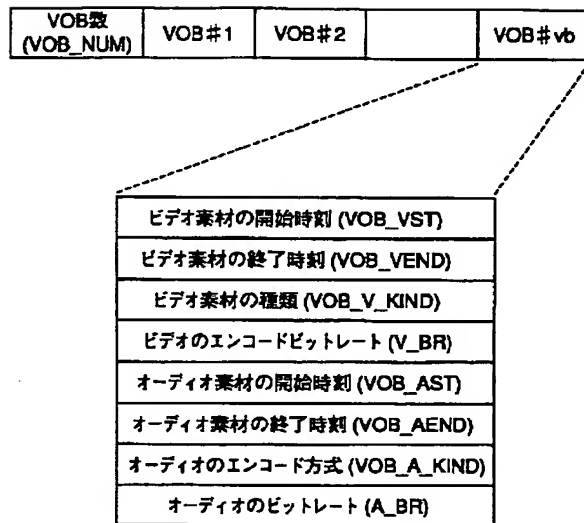 VOB数
(VOB_NUM)
VOB#1
VOB#2
VOB#vb
ビデオ素材の開始時刻 (VOB_VST)
ビデオ素材の終了時刻 (VOB_VEND)
ビデオ素材の種類 (VOB_V_KIND)
ビデオのエンコードビットレート (V_BR)
オーディオ素材の開始時刻 (VOB_AST)
オーディオ素材の終了時刻 (VOB_AEND)
オーディオのエンコード方式 (VOB_A_KIND)
オーディオのビットレート (A_BR)